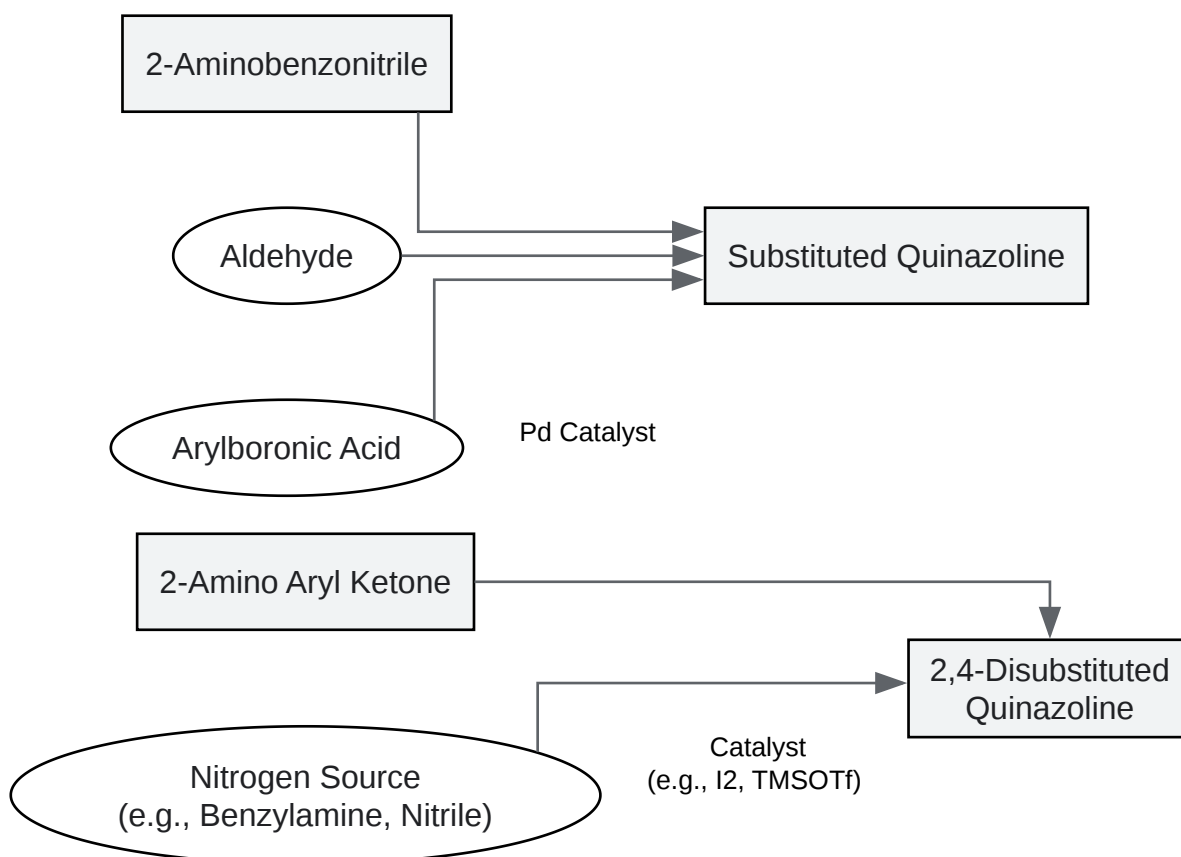 2-Aminobenzonitrile
Aldehyde
Substituted Quinazoline
Arylboronic Acid
Pd Catalyst
2-Amino Aryl Ketone
2,4-Disubstituted
Quinazoline
Nitrogen Source
(e.g., Benzylamine, Nitrile)
Catalyst
(e.g., I2, TMSOTf)